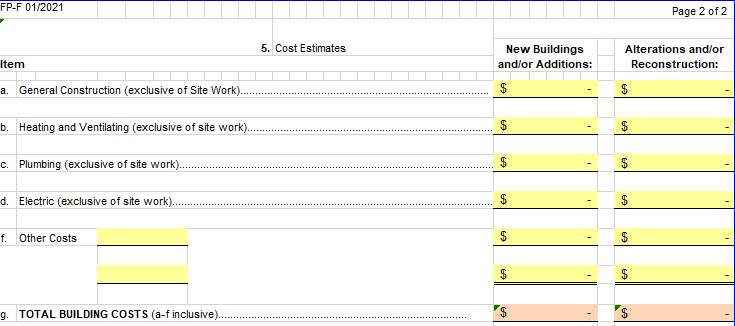 FP-F 01/2021
Page 2 of 2
5. Cost Estimates
New Buildings and/or Additions:
Alterations and/or Reconstruction:
Item
a. General Construction (exclusive of Site Work)............................................................ $ - $ -
b. Heating and Ventilating (exclusive of site work)............................................................ $ - $ -
c. Plumbing (exclusive of site work)............................................................................ $ - $ -
d. Electric (exclusive of site work)............................................................................... $ - $ -
f. Other Costs $ - $ -
$ - $ -
g. TOTAL BUILDING COSTS (a-f inclusive)............................................................ $ - $ -